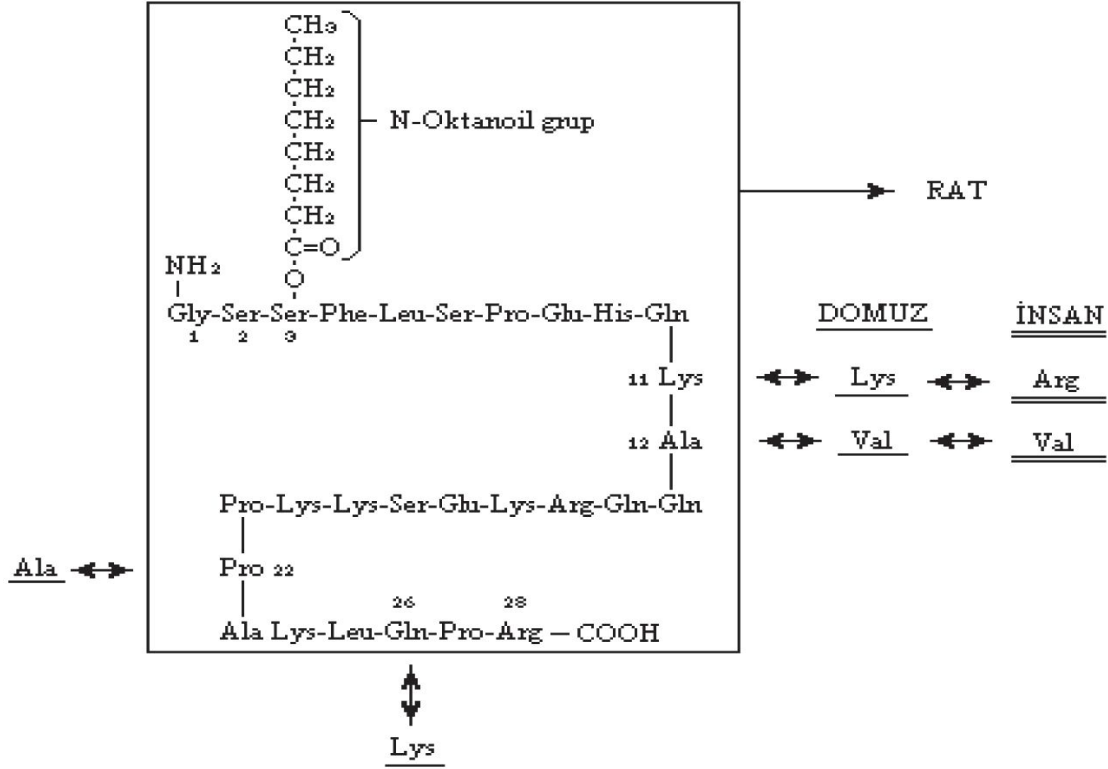 CH₃
CH₂
CH₂
CH₂ N-Oktanoil grup
CH₂
CH₂
CH₂
C=O
O
RAT
NH₂
Gly-Ser-Ser-Phe-Leu-Ser-Pro-Glu-His-Gln
1 2 3
DOMUZ İNSAN
11 Lys Lys Arg
12 Ala Val Val
Pro-Lys-Lys-Ser-Glu-Lys-Arg-Gln-Gln
Ala Pro 22
26 28
Ala Lys-Leu-Gln-Pro-Arg – COOH
Lys